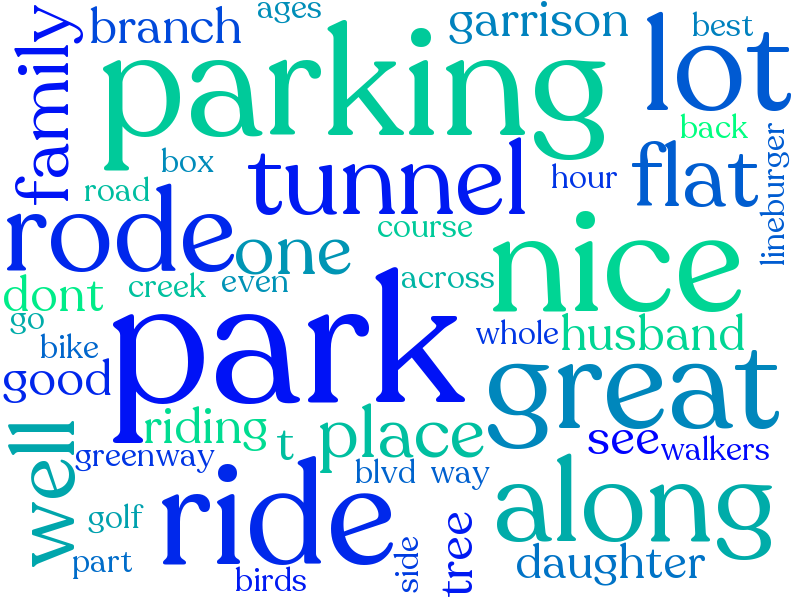 ages
branch
garrison
best
family
parking
lot
back
box
tunnel
hour
flat
lineburger
road
rode
one
course
nice
dont
creek
even
across
go
bike
park
whole
husband
good
great
well
riding
t
place
see
walkers
greenway
blvd
way
along
golf
ride
part
birds
side
tree
daughter